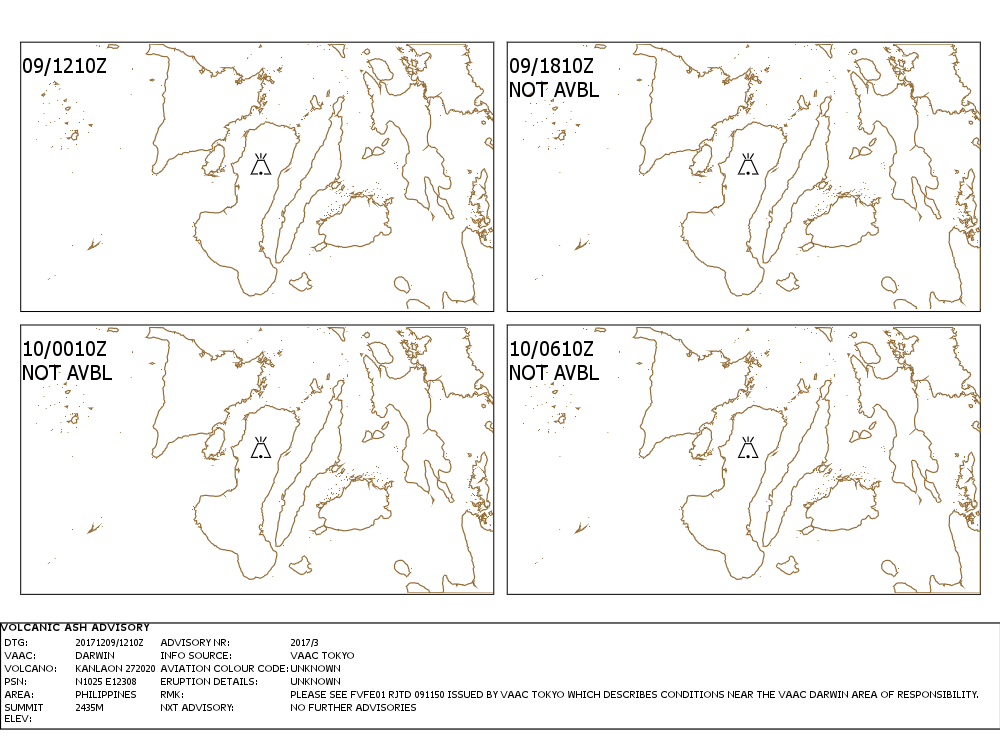 09/1210Z
09/1810Z
NOT AVBL
10/0010Z
NOT AVBL
10/0610Z
NOT AVBL
VOLCANIC ASH ADVISORY
DTG: 20171209/1210Z ADVISORY NR: 2017/3
VAAC: DARWIN INFO SOURCE: VAAC TOKYO
VOLCANO: KANLAON 272020 AVIATION COLOUR CODE: UNKNOWN
PSN: N1025 E12308 ERUPTION DETAILS: UNKNOWN
AREA: PHILIPPINES RMK: PLEASE SEE FVFE01 RJTD 091150 ISSUED BY VAAC TOKYO WHICH DESCRIBES CONDITIONS NEAR THE VAAC DARWIN AREA OF RESPONSIBILITY.
SUMMIT 2435M NXT ADVISORY: NO FURTHER ADVISORIES
ELEV: